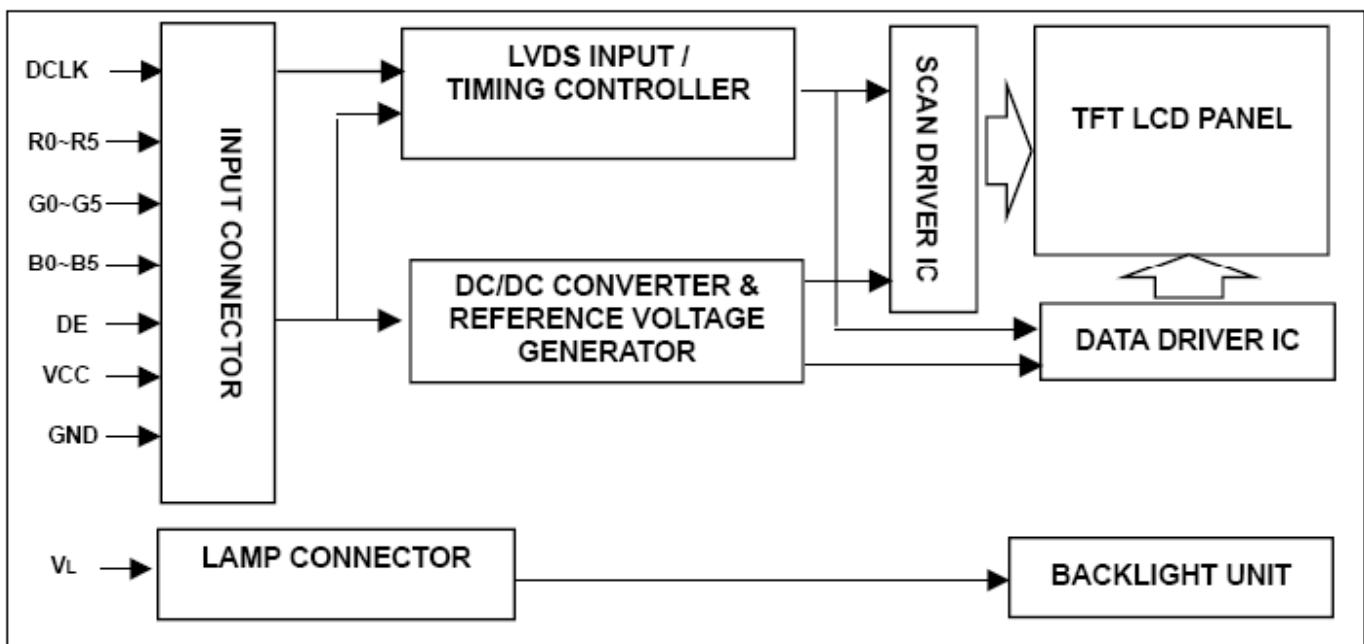 DCLK
R0~R5
G0~G5
B0~B5
DE
VCC
GND
INPUT CONNECTOR
LVDS INPUT /
TIMING CONTROLLER
DC/DC CONVERTER &
REFERENCE VOLTAGE
GENERATOR
SCAN DRIVER IC
TFT LCD PANEL
DATA DRIVER IC
VL
LAMP CONNECTOR
BACKLIGHT UNIT